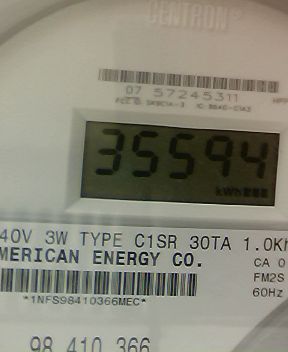 CENTRON®
07 57245311
35594
kWh
40V 3W TYPE C1SR 30TA 1.0Kh
MERICAN ENERGY CO.
CA 0
FM2S
60Hz
*1NFS98410366MEC*
98 410 366